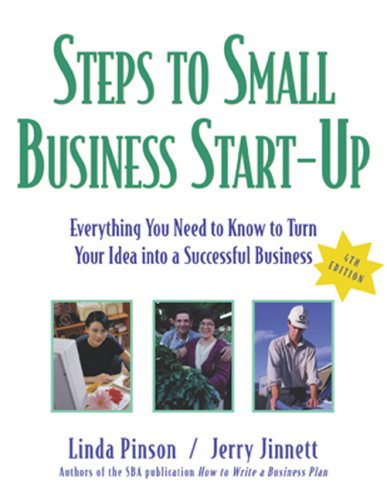 STEPS TO SMALL
BUSINESS START-UP
Everything You Need to Know to Turn
Your Idea into a Successful Business
4TH
EDITION
Linda Pinson / Jerry Jinnett
Authors of the SBA publication How to Write a Business Plan